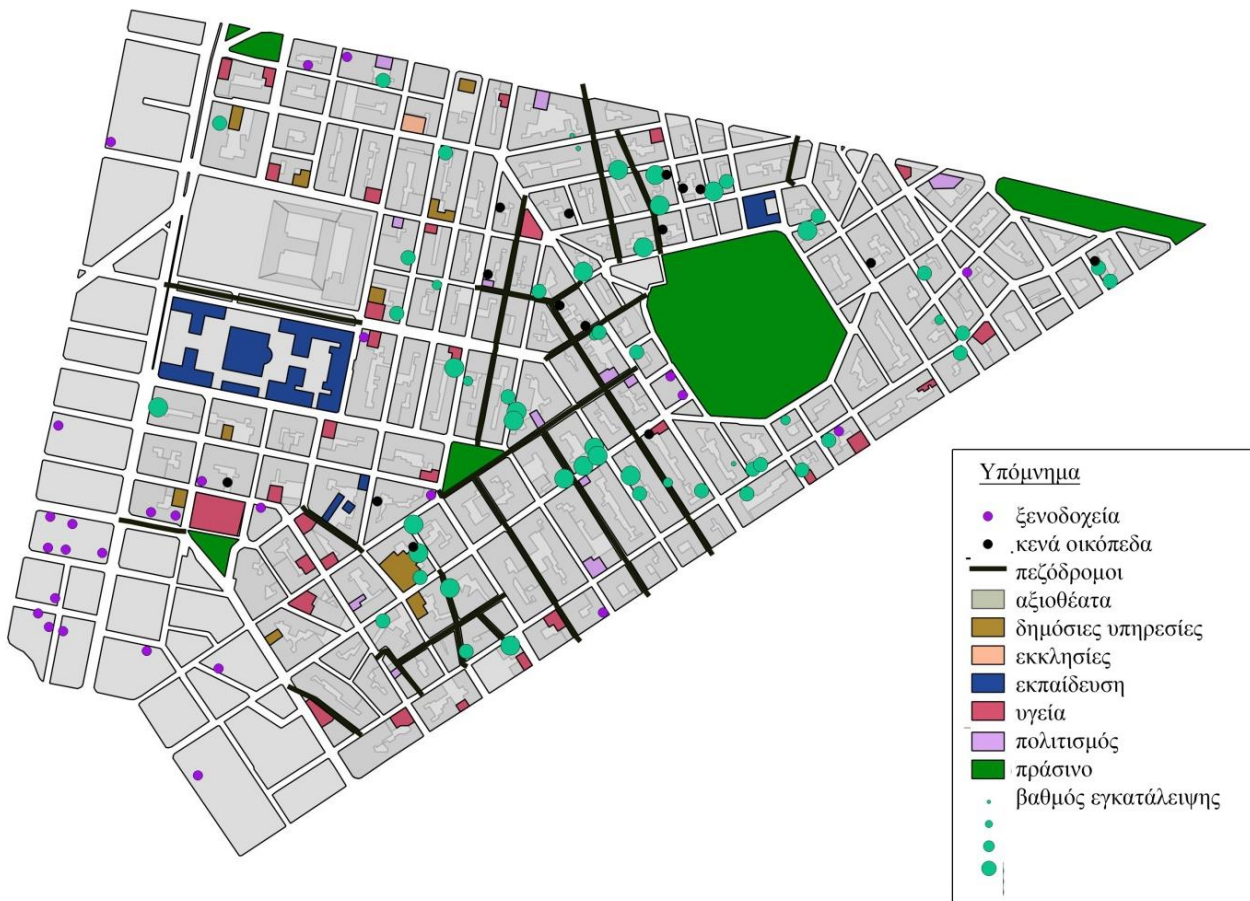 Υπόμνημα
ξενοδοχεία
κενά οικόπεδα
πεζόδρομοι
αξιοθέατα
δημόσιες υπηρεσίες
εκκλησίες
εκπαίδευση
υγεία
πολιτισμός
πράσινο
βαθμός εγκατάλειψης